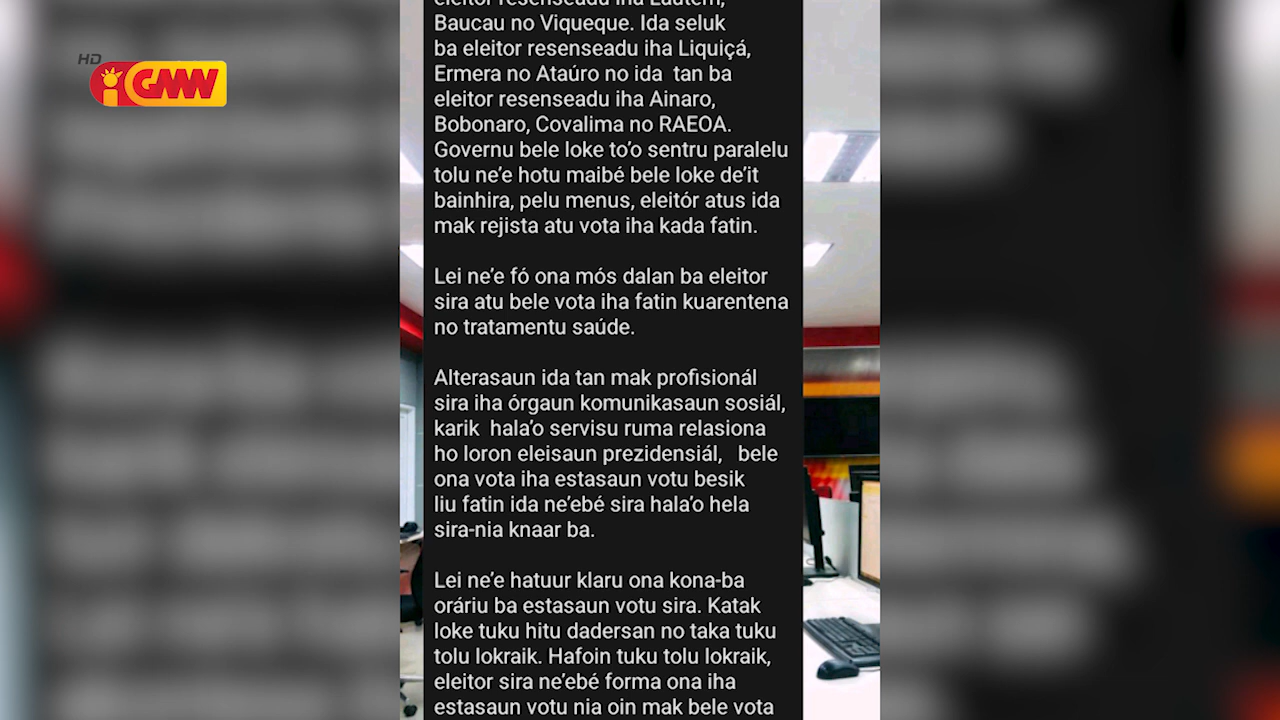 HD
GMW
eleitor resenseadu iha Lautem,
Baucau no Viqueque. Ida seluk
ba eleitor resenseadu iha Liquiçá,
Ermera no Ataúro no ida  tan ba
eleitor resenseadu iha Ainaro,
Bobonaro, Covalima no RAEOA.
Governu bele loke to’o sentru paralelu
tolu ne’e hotu maibé bele loke de’it
bainhira, pelu menus, eleitór atus ida
mak rejista atu vota iha kada fatin.
Lei ne’e fó ona mós dalan ba eleitor
sira atu bele vota iha fatin kuarentena
no tratamentu saúde.
Alterasaun ida tan mak profisionál
sira iha órgaun komunikasaun sosiál,
karik  hala’o servisu ruma relasiona
ho loron eleisaun prezidensiál,   bele
ona vota iha estasaun votu besik
liu fatin ida ne’ebé sira hala’o hela
sira-nia knaar ba.
Lei ne’e hatuur klaru ona kona-ba
oráriu ba estasaun votu sira. Katak
loke tuku hitu dadersan no taka tuku
tolu lokraik. Hafoin tuku tolu lokraik,
eleitor sira ne’ebé forma ona iha
estasaun votu nia oin mak bele vota